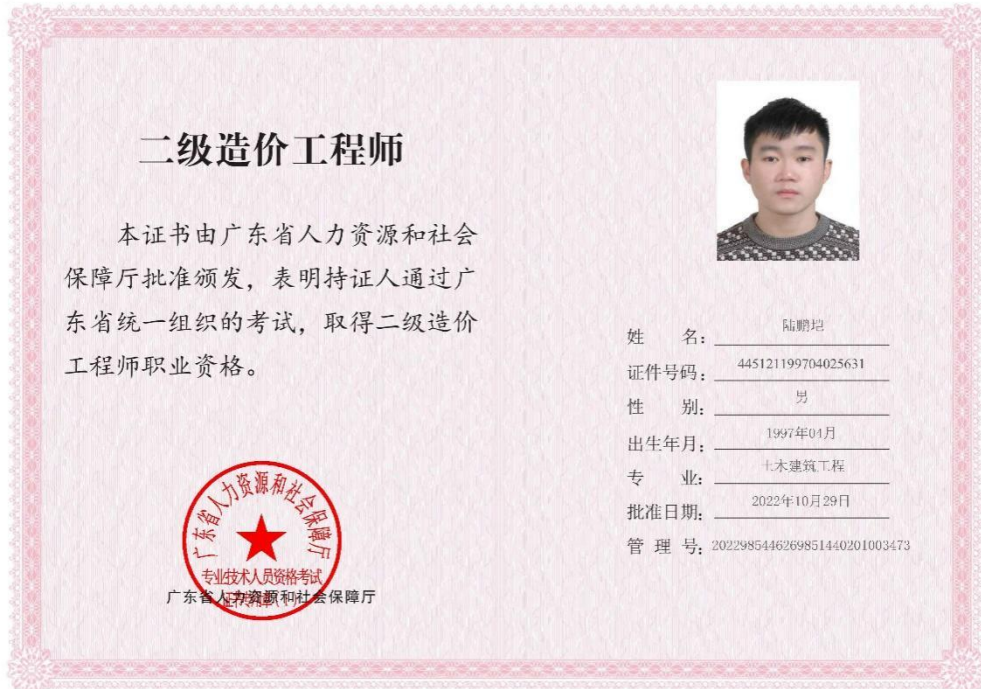 二级造价工程师
本证书由广东省人力资源和社会
保障厅批准颁发，表明持证人通过广
东省统一组织的考试，取得二级造价
工程师职业资格。
广东省人力资源和社会保障厅
专业技术人员资格考试
广东省人力资源和社会保障厅
姓 名：陆鹏垲
证件号码：445121199704025631
性 别：男
出生年月：1997年04月
专 业：土木建筑工程
批准日期：2022年10月29日
管 理 号：20229854462698514402010034​73